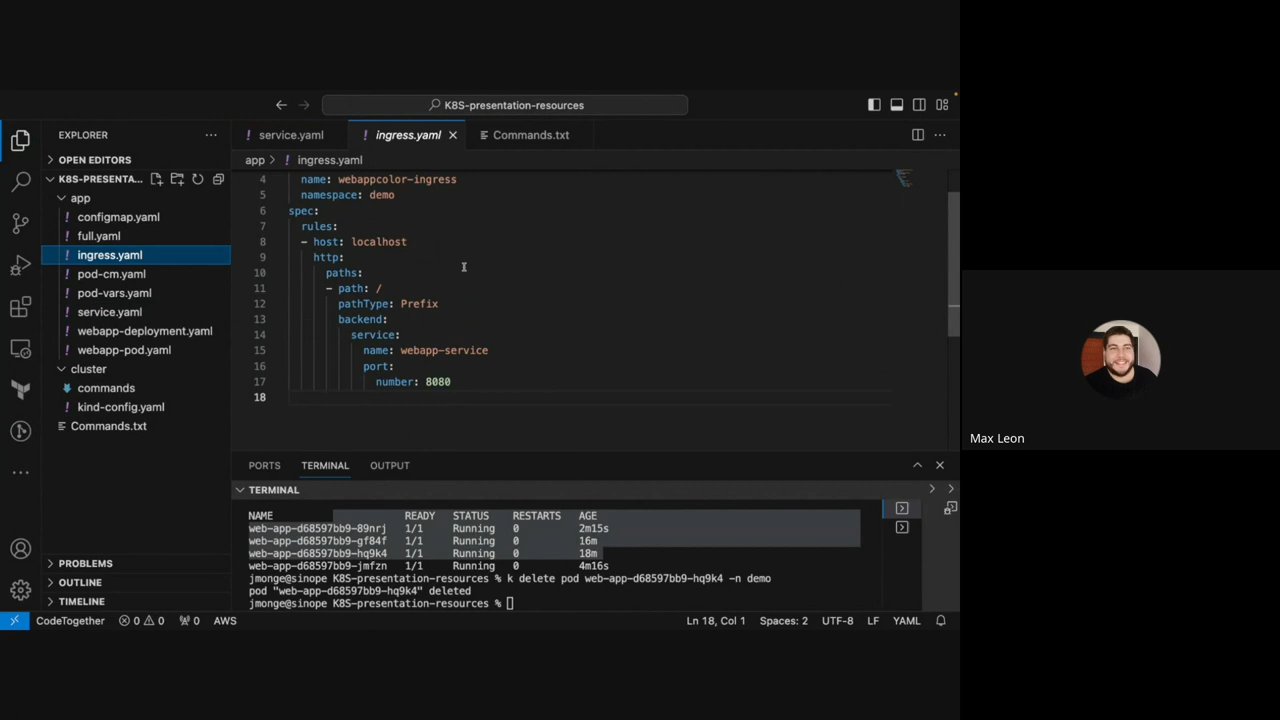 K8S-presentation-resources
EXPLORER
OPEN EDITORS
K8S-PRESENTA...
app
! configmap.yaml
! full.yaml
! ingress.yaml
! pod-cm.yaml
! pod-vars.yaml
! service.yaml
! webapp-deployment.yaml
! webapp-pod.yaml
cluster
commands
! kind-config.yaml
Commands.txt
PROBLEMS
OUTLINE
TIMELINE
! service.yaml
! ingress.yaml
Commands.txt
app > ! ingress.yaml
4 name: webappcolor-ingress
5 namespace: demo
6 spec:
7 rules:
8 - host: localhost
9 http:
10 paths:
11 - path: /
12 pathType: Prefix
13 backend:
14 service:
15 name: webapp-service
16 port:
17 number: 8080
18
PORTS TERMINAL OUTPUT
TERMINAL
NAME READY STATUS RESTARTS AGE
web-app-d68597bb9-89nrj 1/1 Running 0 2m15s
web-app-d68597bb9-gf84f 1/1 Running 0 16m
web-app-d68597bb9-hq9k4 1/1 Running 0 18m
web-app-d68597bb9-jmfzn 1/1 Running 0 4m16s
jmonge@sinope K8S-presentation-resources % k delete pod web-app-d68597bb9-hq9k4 -n demo
pod "web-app-d68597bb9-hq9k4" deleted
jmonge@sinope K8S-presentation-resources %
CodeTogether 0 0 0 AWS Ln 18, Col 1 Spaces: 2 UTF-8 LF YAML
Max Leon